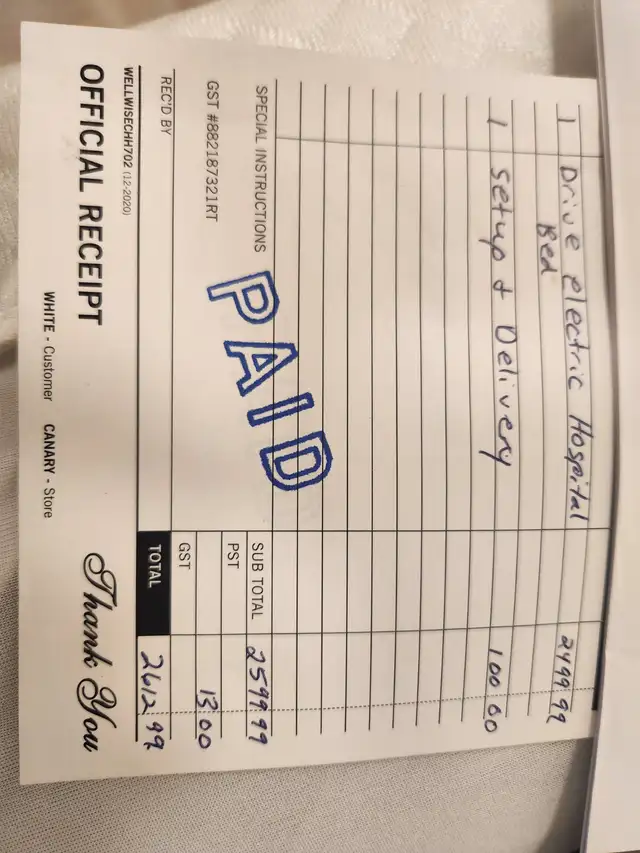 1 Drive electric Hospital 2499 99
Bed
1 setup & Delivery 100.00
SPECIAL INSTRUCTIONS SUB TOTAL 2599 99
PST
GST #882187321RT 13.00
GST
REC'D BY TOTAL 2612 99
PAID
WELLWISECHH702 (12-2020)
OFFICIAL RECEIPT Thank You
WHITE - Customer CANARY - Store